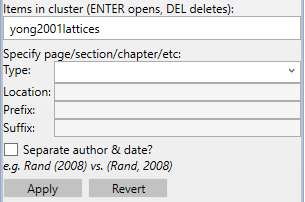 Items in cluster (ENTER opens, DEL deletes):
yong2001lattices
Specify page/section/chapter/etc:
Type:
Location:
Prefix:
Suffix:
Separate author & date?
e.g. Rand (2008) vs. (Rand, 2008)
Apply Revert